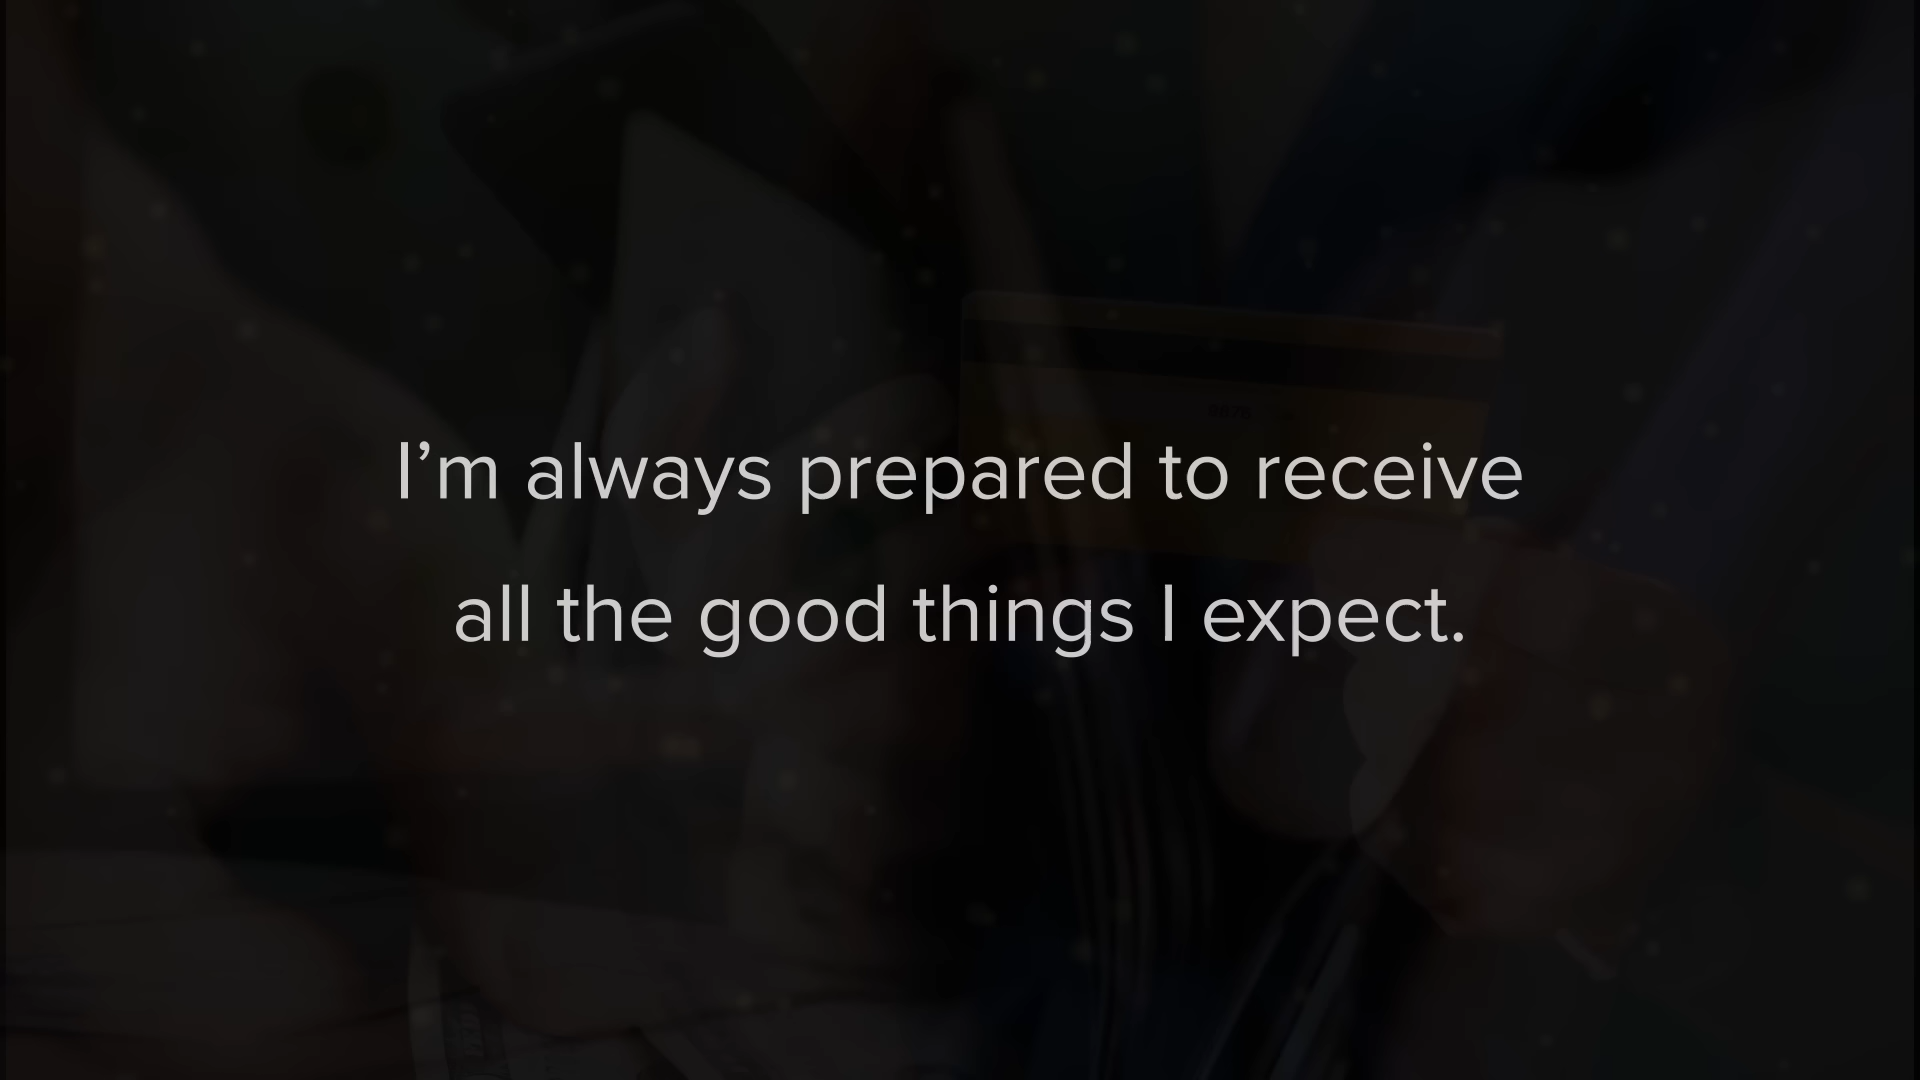 I’m always prepared to receive
all the good things I expect.